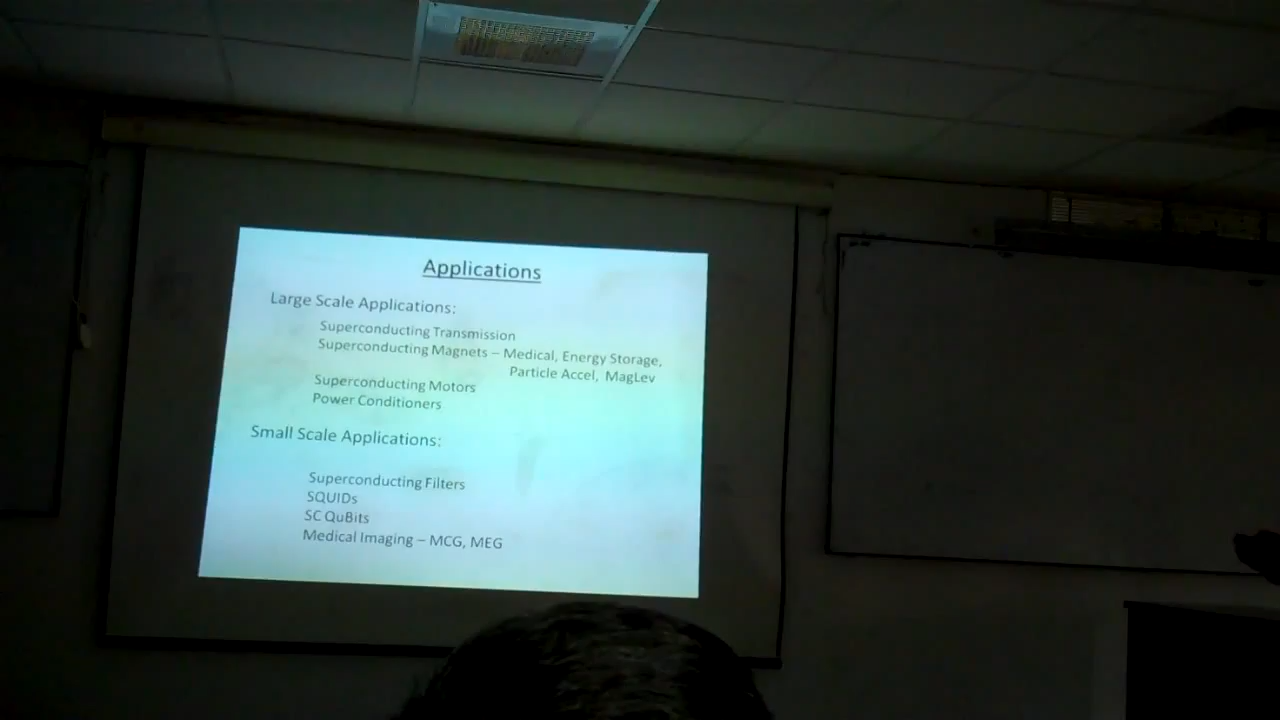 Applications
Large Scale Applications:
Superconducting Transmission
Superconducting Magnets – Medical, Energy Storage,
Particle Accel, MagLev
Superconducting Motors
Power Conditioners
Small Scale Applications:
Superconducting Filters
SQUIDs
SC QuBits
Medical Imaging – MCG, MEG